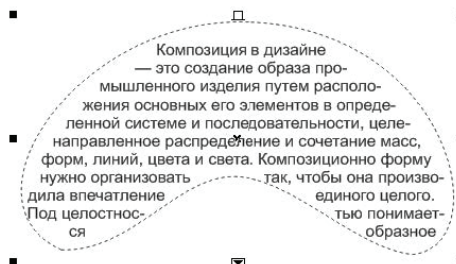 Композиция в дизайне
— это создание образа про-
мышленного изделия путем располо-
жения основных его элементов в опреде-
ленной системе и последовательности, целе-
направленное распределение и сочетание масс,
форм, линий, цвета и света. Композиционно форму
нужно организовать так, чтобы она произво-
дила впечатление единого целого.
Под целостнос- тью понимает-
ся образное